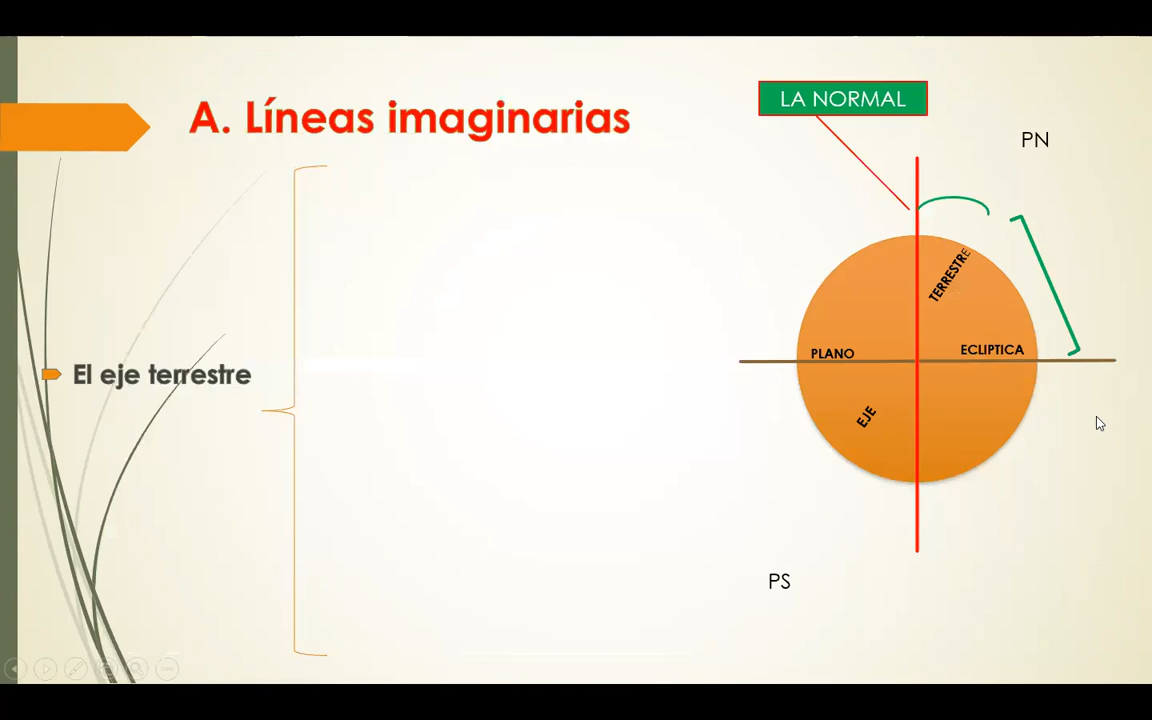 A. Líneas imaginarias
LA NORMAL
PN
TERRESTRE
PLANO
ECLIPTICA
El eje terrestre
EJE
PS